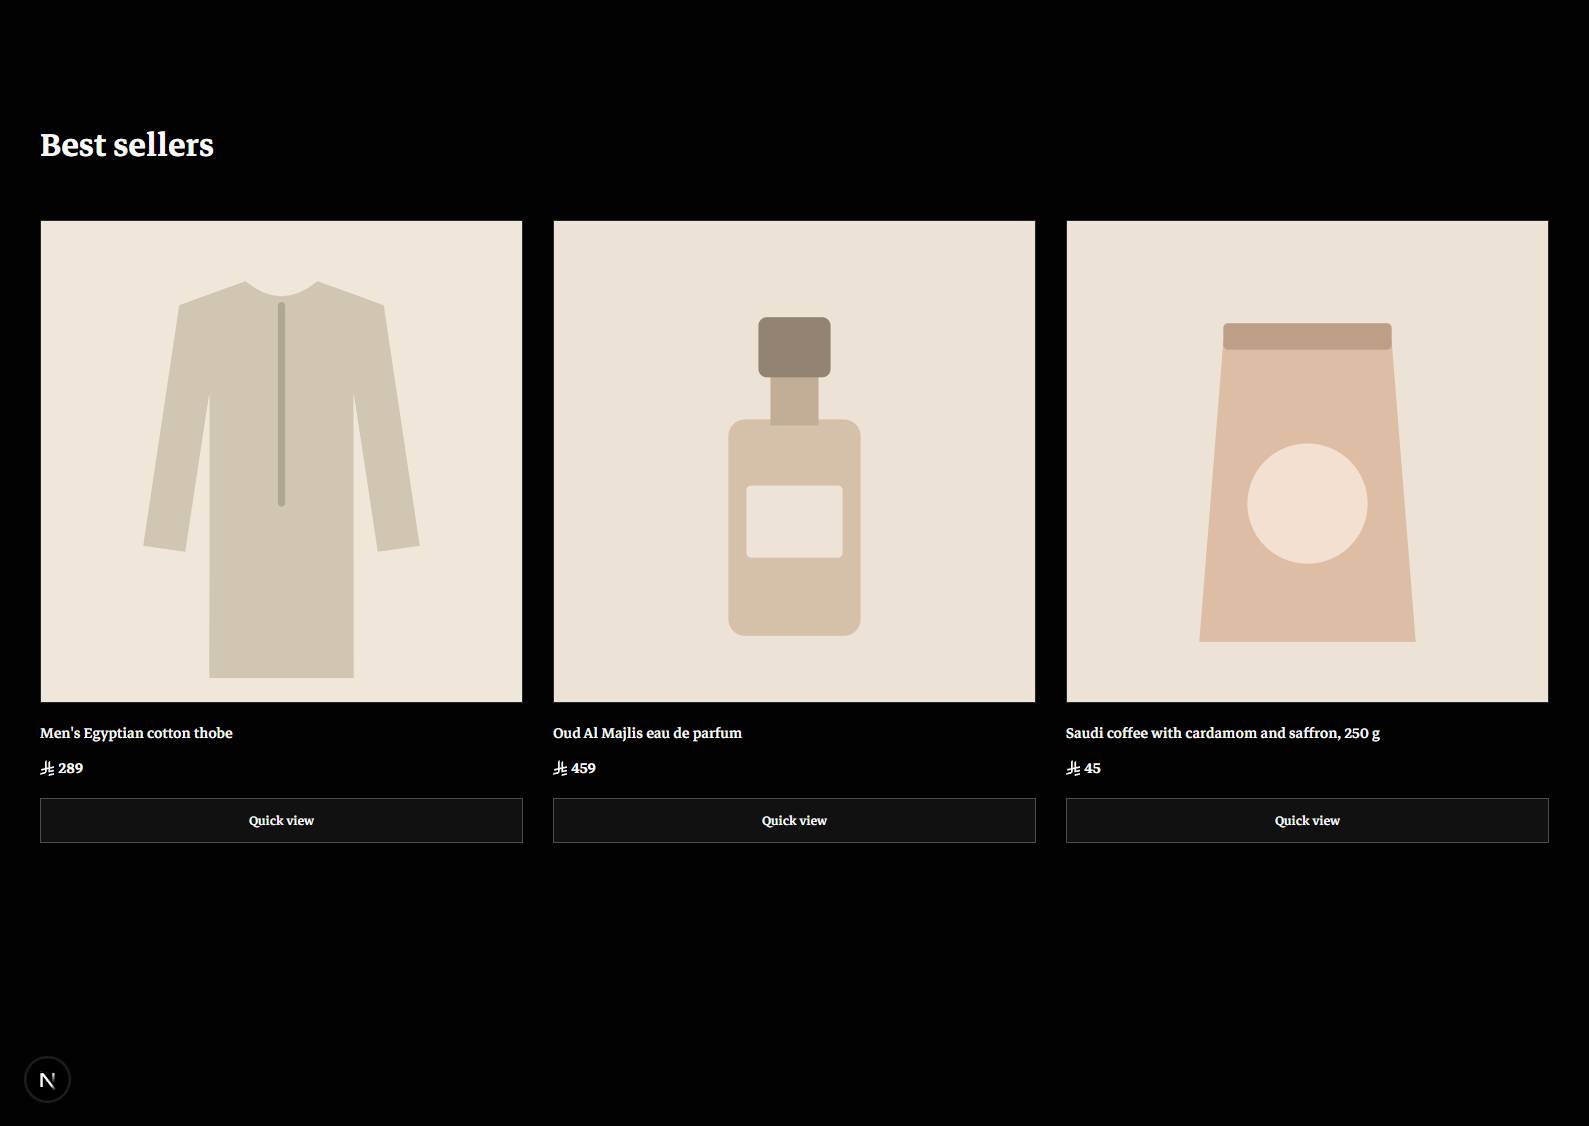 Best sellers
Men's Egyptian cotton thobe
Oud Al Majlis eau de parfum
Saudi coffee with cardamom and saffron, 250 g
⃁ 289
⃁ 459
⃁ 45
Quick view
Quick view
Quick view
N